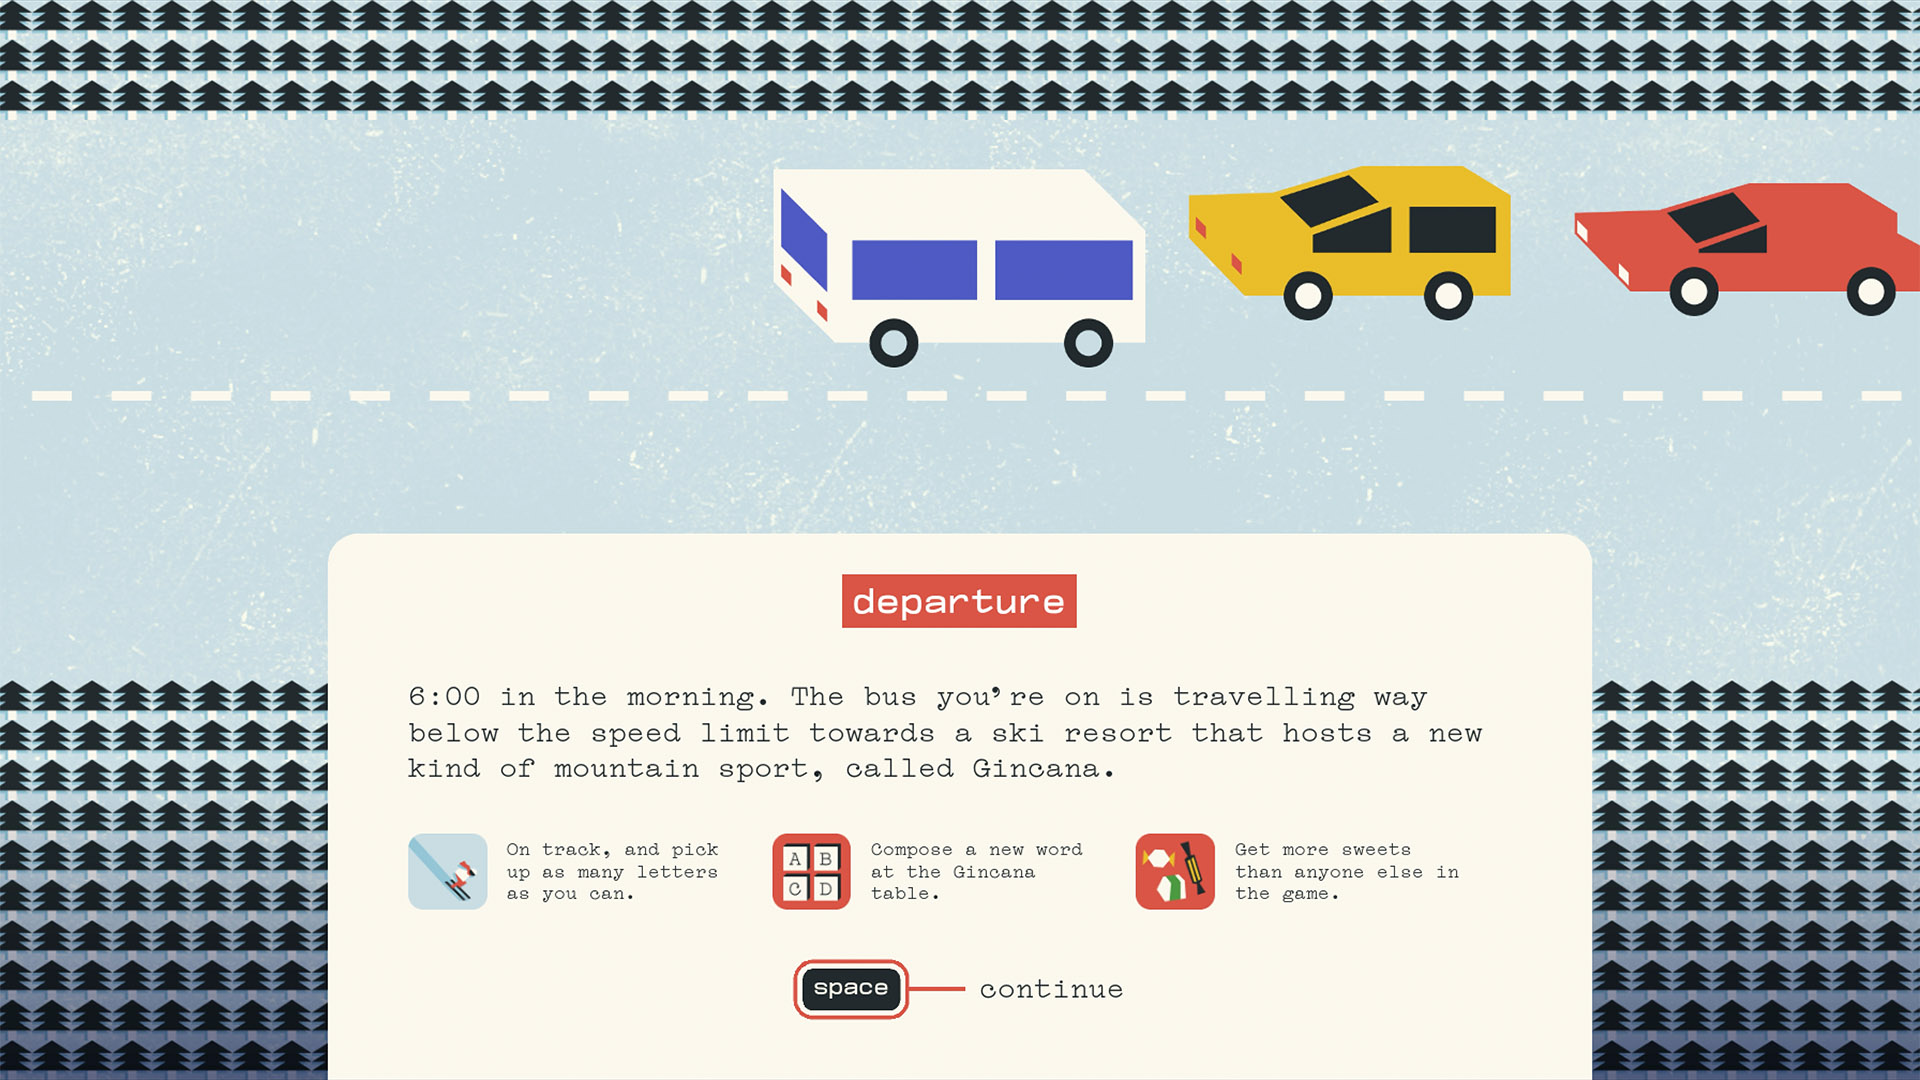 departure
6:00 in the morning. The bus you’re on is travelling way
below the speed limit towards a ski resort that hosts a new
kind of mountain sport, called Gincana.
On track, and pick
up as many letters
as you can.
A B
C D
Compose a new word
at the Gincana
table.
Get more sweets
than anyone else in
the game.
space continue